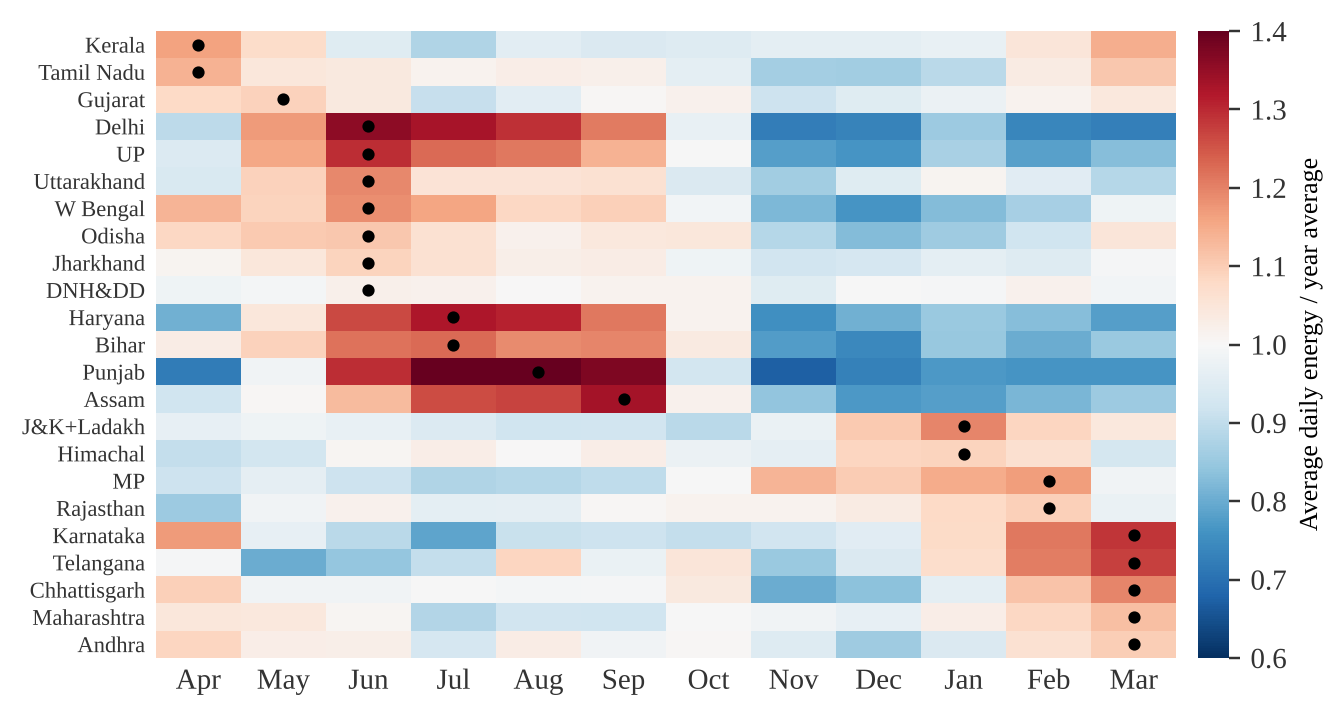 Kerala
Tamil Nadu
Gujarat
Delhi
UP
Uttarakhand
W Bengal
Odisha
Jharkhand
DNH&DD
Haryana
Bihar
Punjab
Assam
J&K+Ladakh
Himachal
MP
Rajasthan
Karnataka
Telangana
Chhattisgarh
Maharashtra
Andhra
Apr May Jun Jul Aug Sep Oct Nov Dec Jan Feb Mar
1.4
1.3
1.2
1.1
1.0
0.9
0.8
0.7
0.6
Average daily energy / year average